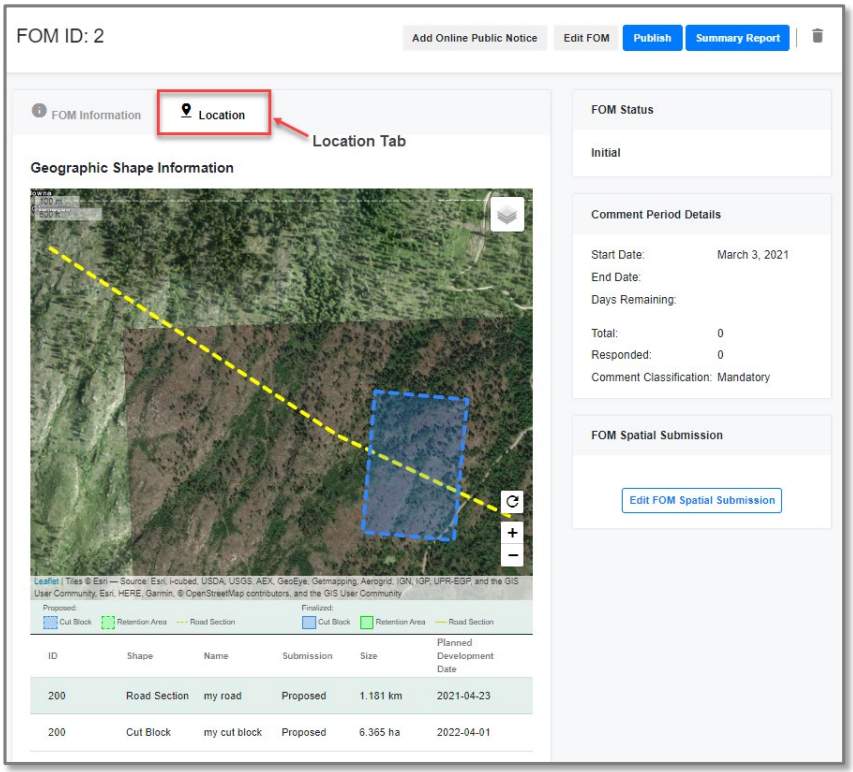 FOM ID: 2
Add Online Public Notice
Edit FOM
Publish
Summary Report
FOM Information
Location
Location Tab
Geographic Shape Information
100 m
500 ft
+
−
Leaflet | Tiles © Esri — Source: Esri, i-cubed, USDA, USGS, AEX, GeoEye, Getmapping, Aerogrid, IGN, IGP, UPR-EGP, and the GIS
User Community, Esri, HERE, Garmin, © OpenStreetMap contributors, and the GIS User Community
Proposed: Finalized:
Cut Block Retention Area Road Section Cut Block Retention Area Road Section
ID Shape Name Submission Size Planned
Development
Date
200 Road Section my road Proposed 1.181 km 2021-04-23
200 Cut Block my cut block Proposed 6.365 ha 2022-04-01
FOM Status
Initial
Comment Period Details
Start Date: March 3, 2021
End Date:
Days Remaining:
Total: 0
Responded: 0
Comment Classification: Mandatory
FOM Spatial Submission
Edit FOM Spatial Submission